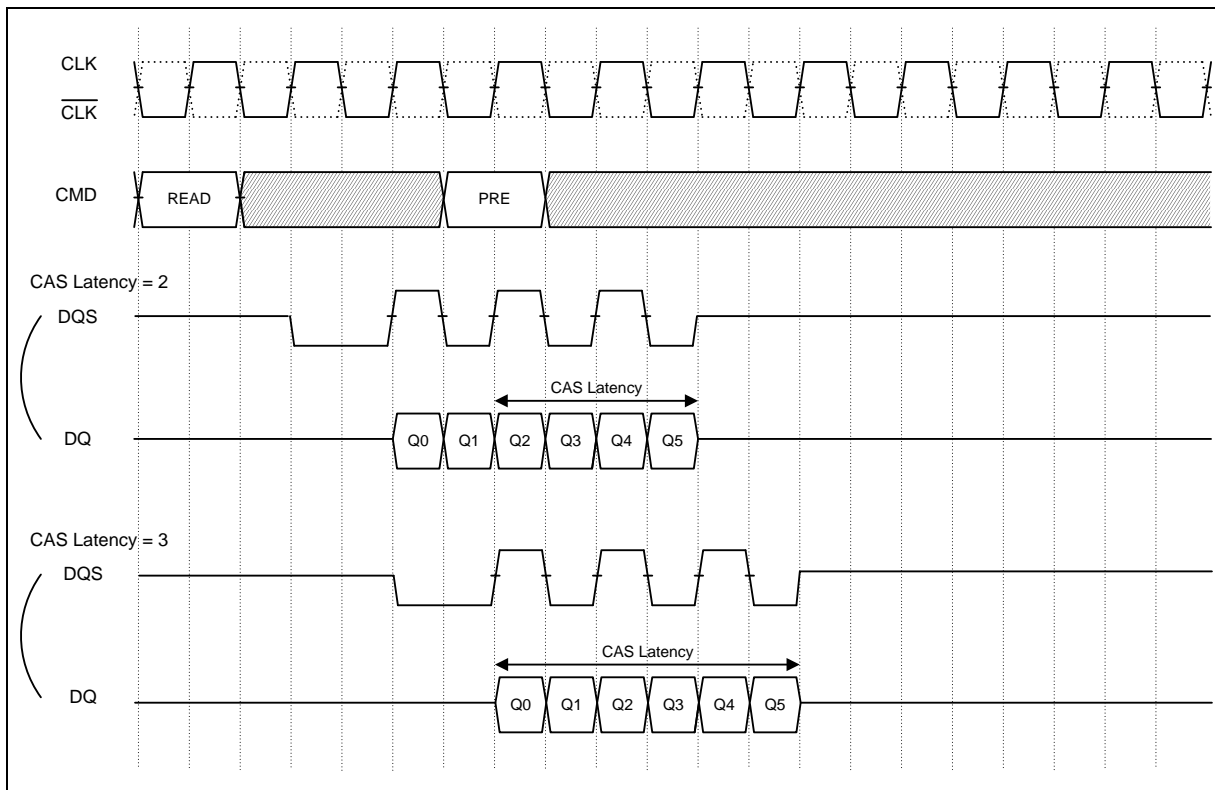 CLK
CLK
CMD
READ
PRE
CAS Latency = 2
DQS
CAS Latency
DQ
Q0 Q1 Q2 Q3 Q4 Q5
CAS Latency = 3
DQS
CAS Latency
DQ
Q0 Q1 Q2 Q3 Q4 Q5